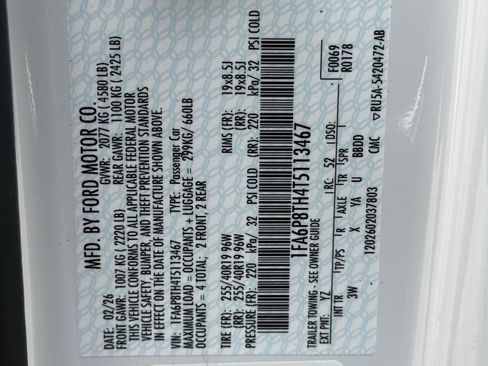 MFD. BY FORD MOTOR CO.
DATE: 02/26 GVWR: 2077 KG ( 4580 LB)
FRONT GAWR: 1007 KG ( 2220 LB) REAR GAWR: 1100 KG ( 2425 LB)
THIS VEHICLE CONFORMS TO ALL APPLICABLE FEDERAL MOTOR
VEHICLE SAFETY, BUMPER, AND THEFT PREVENTION STANDARDS
IN EFFECT ON THE DATE OF MANUFACTURE SHOWN ABOVE.
VIN: 1FA6P8TH4T5113467 TYPE: Passenger Car
MAXIMUM LOAD = OCCUPANTS + LUGGAGE = 299KG/ 660LB
OCCUPANTS = 4 TOTAL; 2 FRONT, 2 REAR
TIRE (FR): 255/40R19 96W RIMS (FR): 19x8.5J
TIRE (RR): 255/40R19 96W (RR): 19x8.5J
PRESSURE (FR): 220 kPa/ 32 PSI COLD (RR): 220 kPa/ 32 PSI COLD
1FA6P8TH4T5113467
TRAILER TOWING - SEE OWNER GUIDE
F0069
R0178
EXT PNT: YZ RC: 52 DSO:
INT TR TP/PS R AXLE TR SPR
3W X YA U BBDD
1202602037803 CMC ▽RU5A-5420472-AB